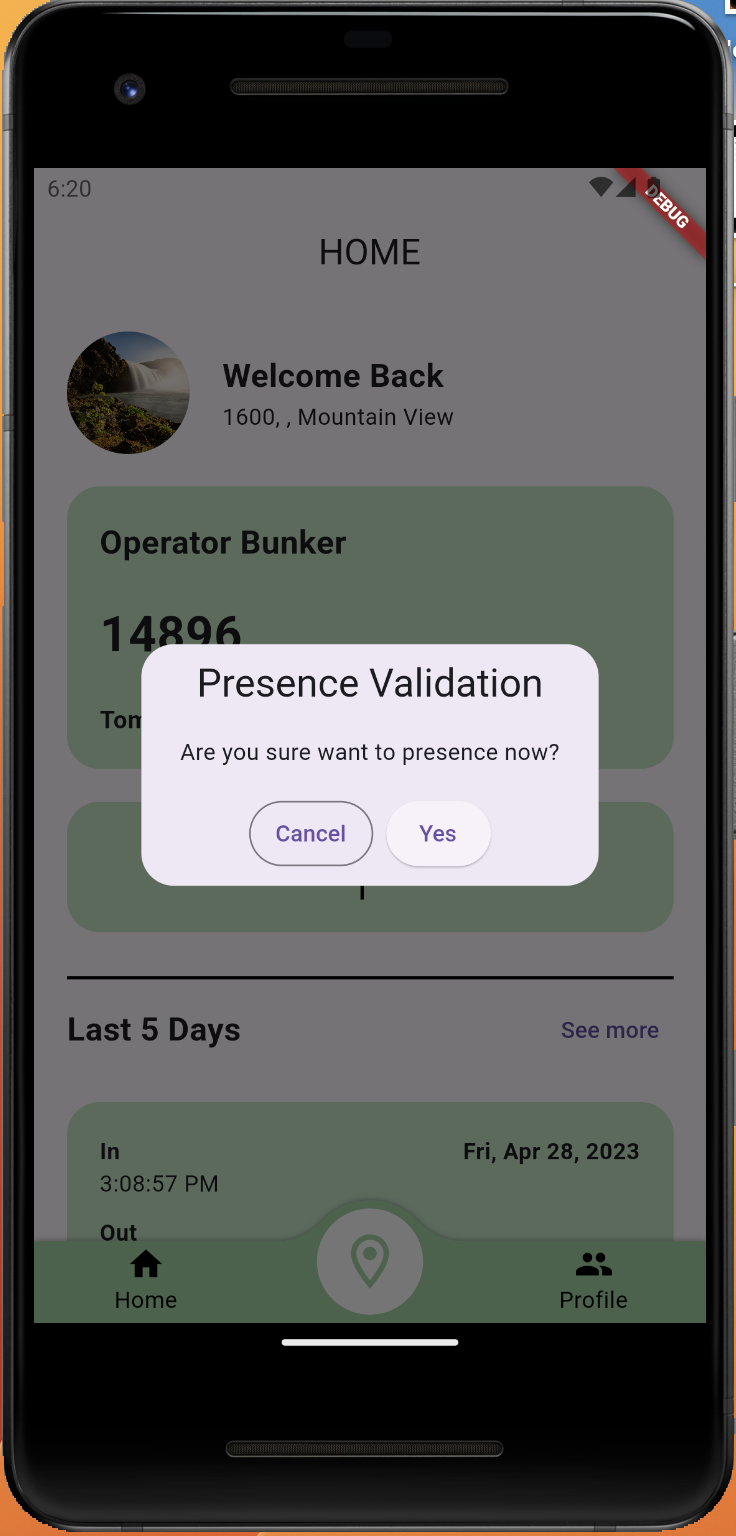 6:20
DEBUG
HOME
Welcome Back
1600, , Mountain View
Operator Bunker
14896
Presence Validation
Are you sure want to presence now?
Cancel Yes
Last 5 Days See more
In Fri, Apr 28, 2023
3:08:57 PM
Out
Home Profile